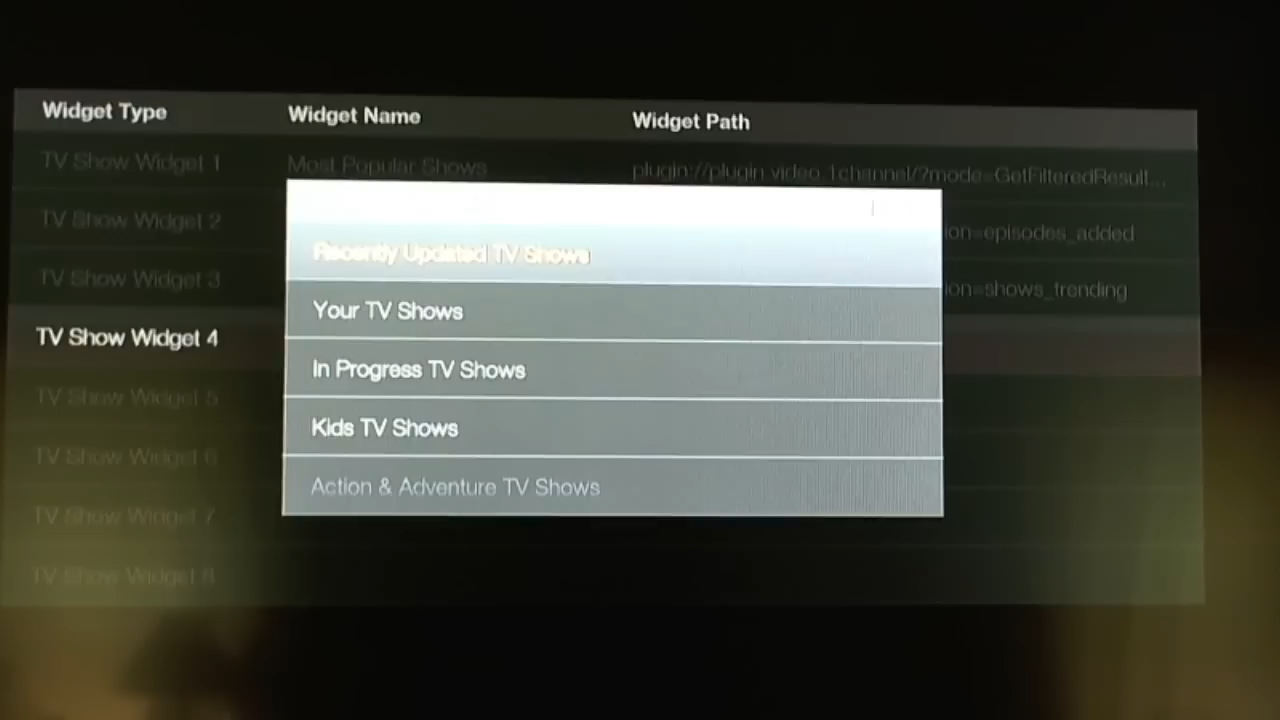 Widget Type Widget Name Widget Path
TV Show Widget 1 Most Popular Shows plugin://plugin.video.1channel/?mode=GetFilteredResult...
TV Show Widget 2 ion=episodes_added
TV Show Widget 3 ion=shows_trending
TV Show Widget 4
TV Show Widget 5
TV Show Widget 6
TV Show Widget 7
TV Show Widget 8
Recently Updated TV Shows
Your TV Shows
In Progress TV Shows
Kids TV Shows
Action & Adventure TV Shows